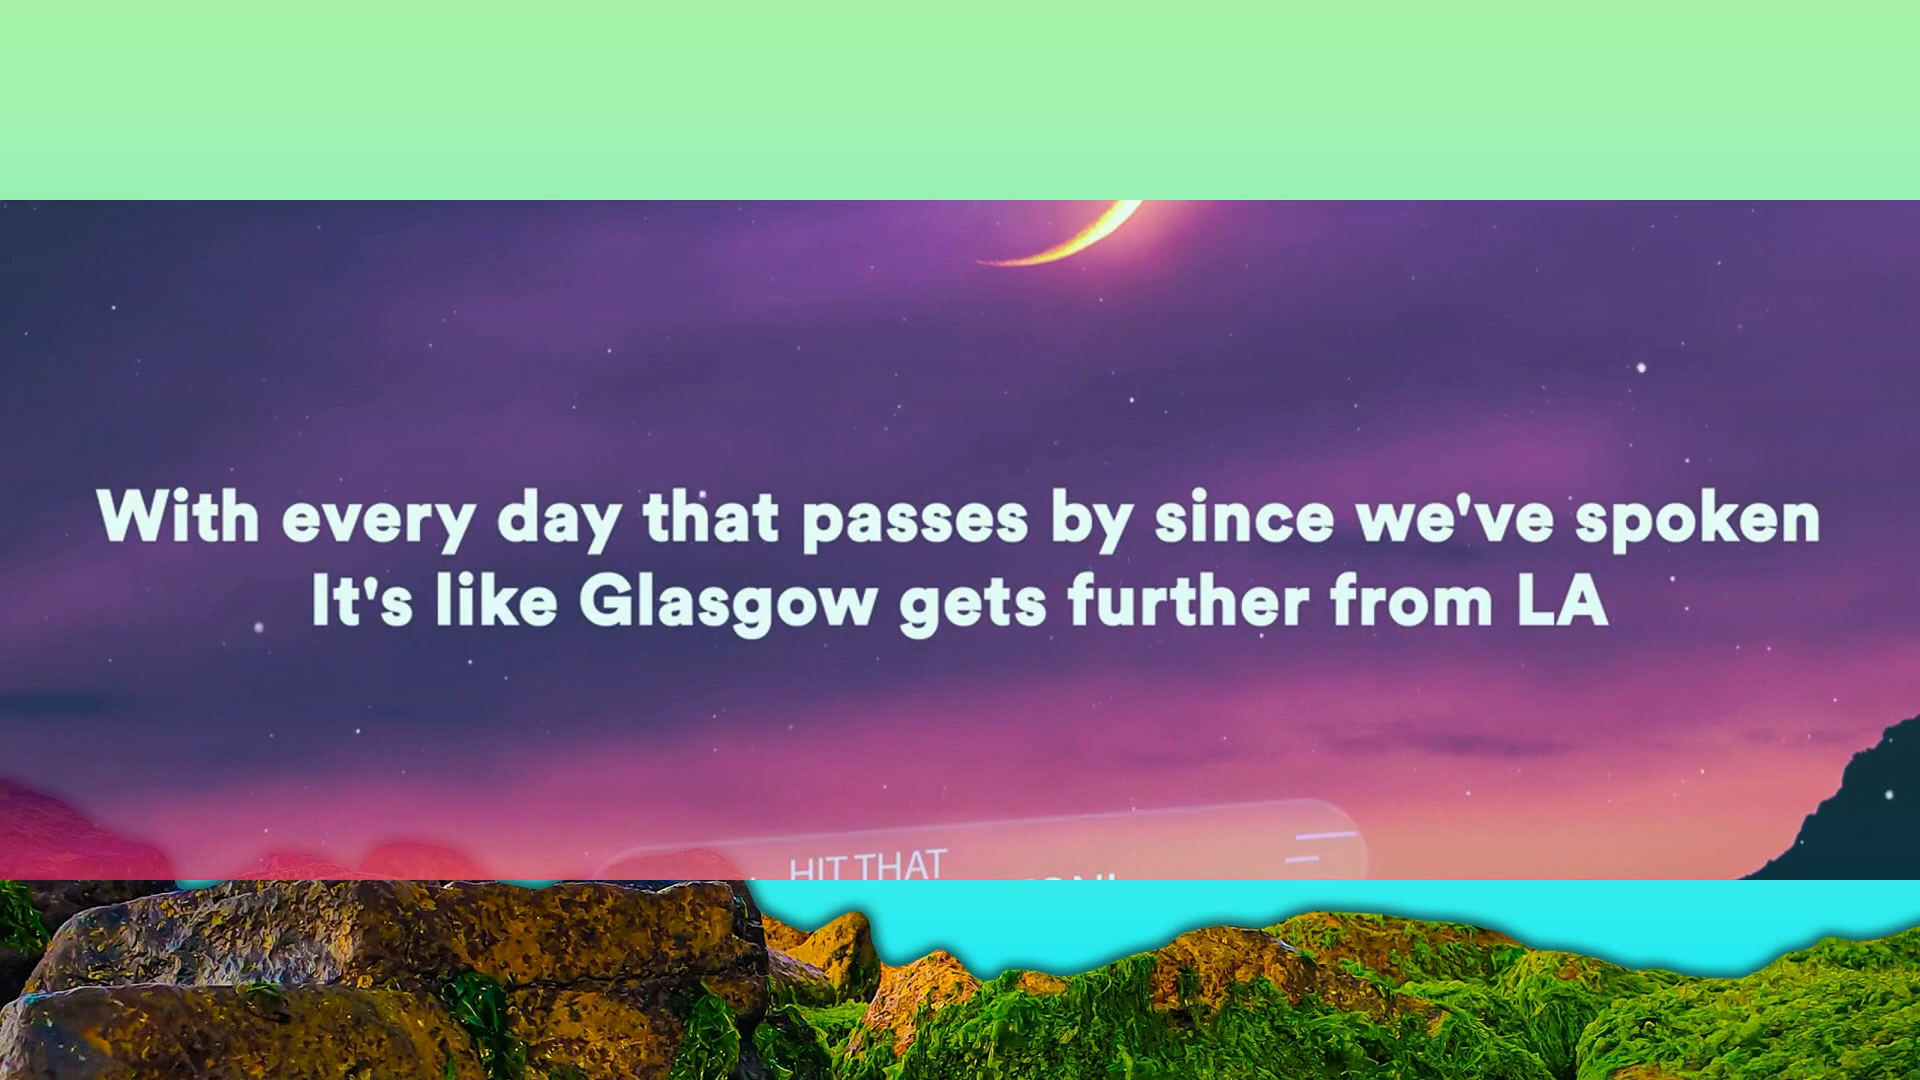 With every day that passes by since we've spoken
It's like Glasgow gets further from LA
HIT THAT